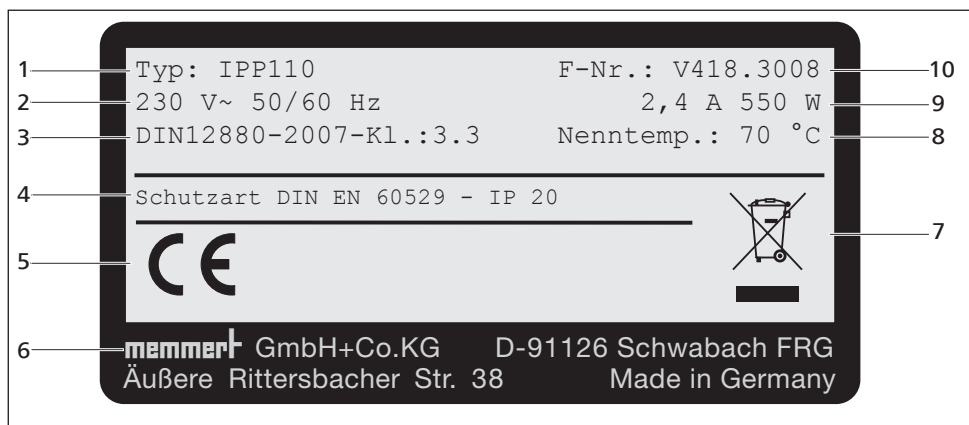 1 Typ: IPP110 F-Nr.: V418.3008 10
2 230 V~ 50/60 Hz 2,4 A 550 W 9
3 DIN12880-2007-Kl.:3.3 Nenntemp.: 70 °C 8
4 Schutzart DIN EN 60529 - IP 20
5 CE 7
6 memmert GmbH+Co.KG D-91126 Schwabach FRG
Äußere Rittersbacher Str. 38 Made in Germany